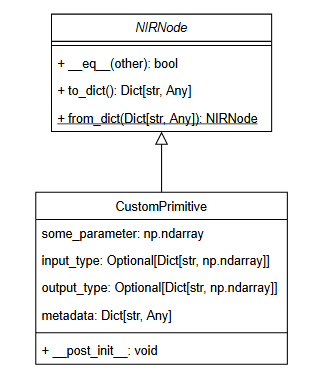 NIRNode
+ __eq__(other): bool
+ to_dict(): Dict[str, Any]
+ from_dict(Dict[str, Any]): NIRNode
CustomPrimitive
some_parameter: np.ndarray
input_type: Optional[Dict[str, np.ndarray]]
output_type: Optional[Dict[str, np.ndarray]]
metadata: Dict[str, Any]
+ __post_init__: void